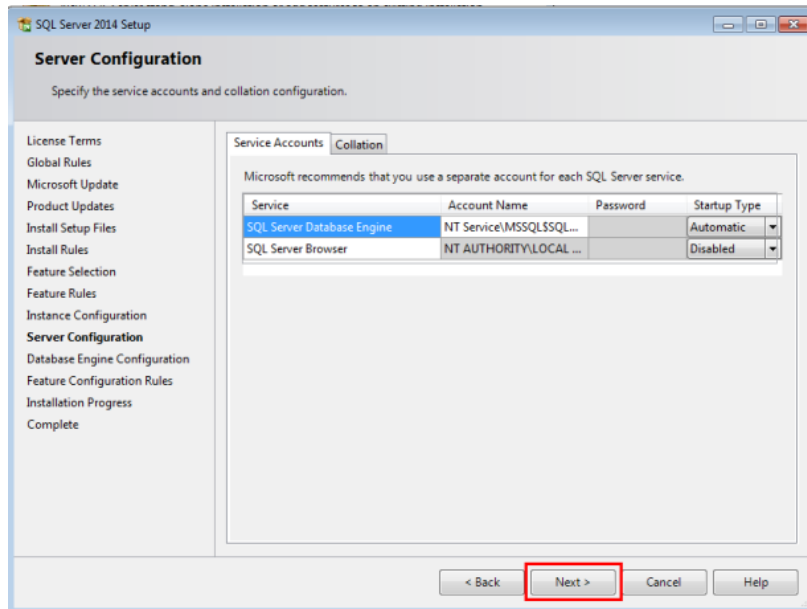 SQL Server 2014 Setup
Server Configuration
Specify the service accounts and collation configuration.
License Terms
Global Rules
Microsoft Update
Product Updates
Install Setup Files
Install Rules
Feature Selection
Feature Rules
Instance Configuration
Server Configuration
Database Engine Configuration
Feature Configuration Rules
Installation Progress
Complete
Service Accounts Collation
Microsoft recommends that you use a separate account for each SQL Server service.
Service Account Name Password Startup Type
SQL Server Database Engine NT Service\MSSQL$SQL... Automatic
SQL Server Browser NT AUTHORITY\LOCAL ... Disabled
< Back Next > Cancel Help